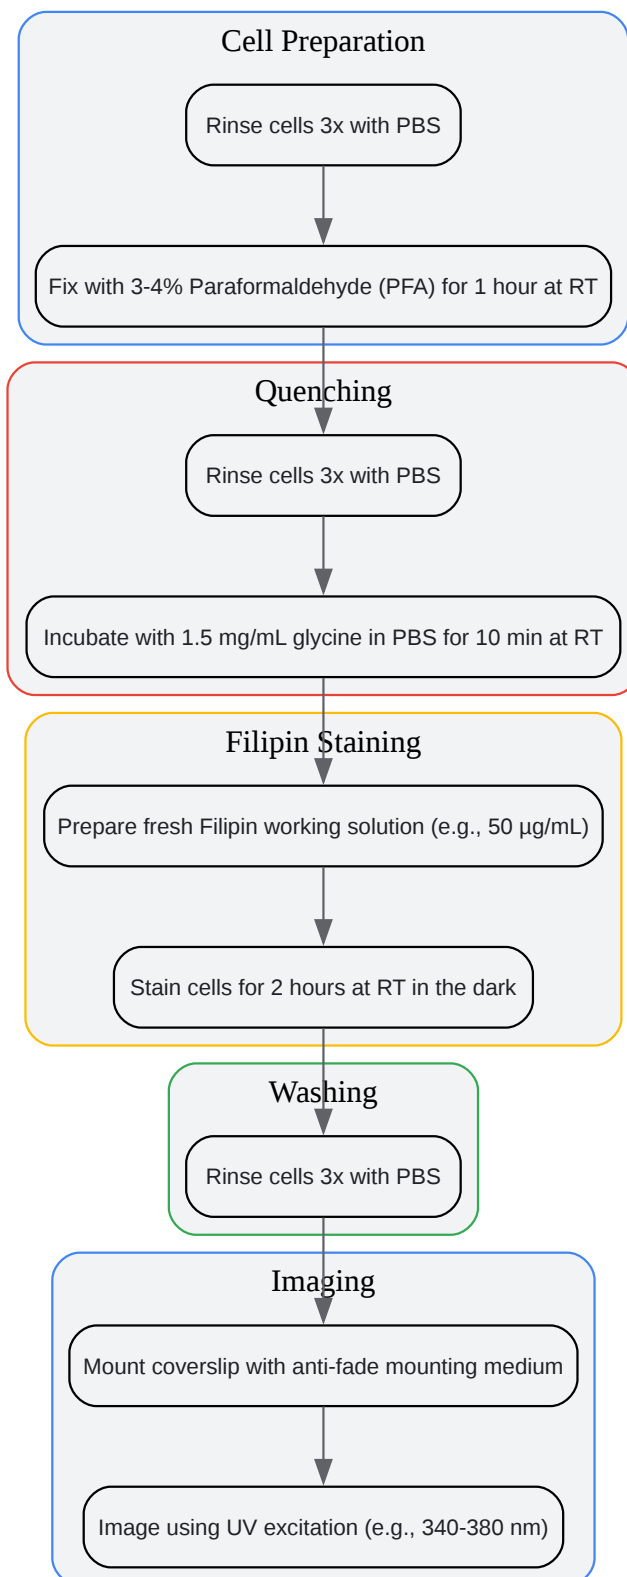 Cell Preparation
Rinse cells 3x with PBS
Fix with 3-4% Paraformaldehyde (PFA) for 1 hour at RT
Quenching
Rinse cells 3x with PBS
Incubate with 1.5 mg/mL glycine in PBS for 10 min at RT
Filipin Staining
Prepare fresh Filipin working solution (e.g., 50 µg/mL)
Stain cells for 2 hours at RT in the dark
Washing
Rinse cells 3x with PBS
Imaging
Mount coverslip with anti-fade mounting medium
Image using UV excitation (e.g., 340-380 nm)